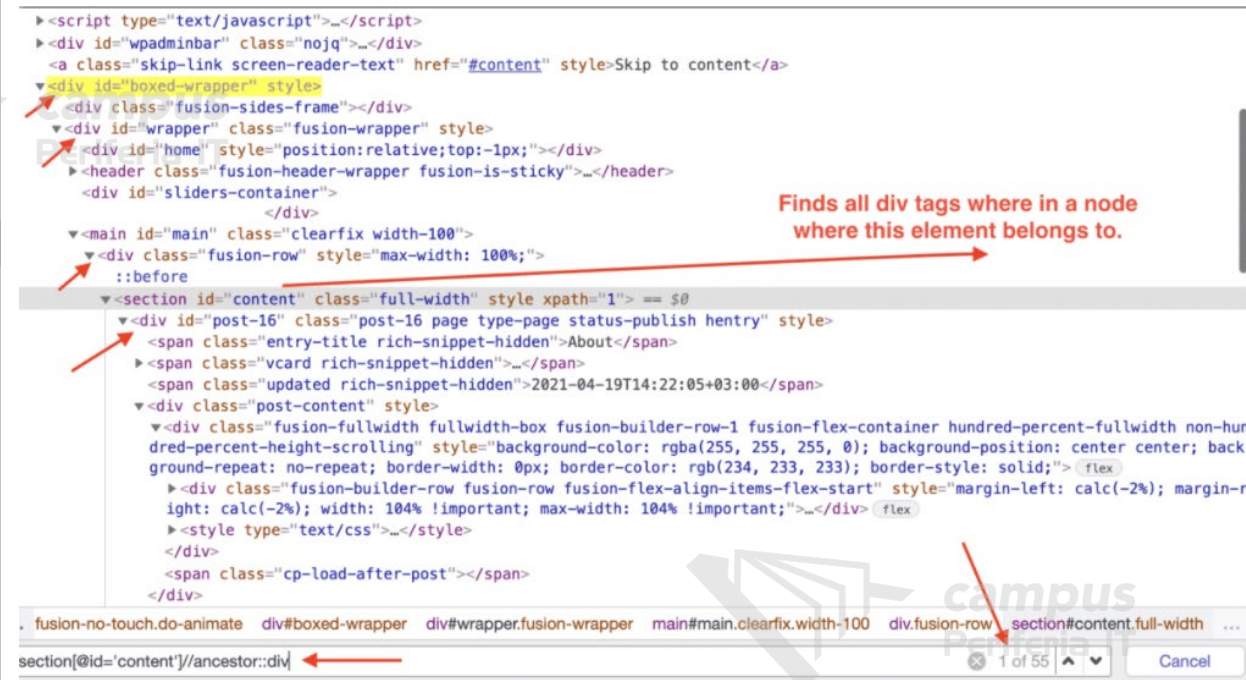 ▶<script type="text/javascript">…</script>
▶<div id="wpadminbar" class="nojq">…</div>
<a class="skip-link screen-reader-text" href="#content" style>Skip to content</a>
▼<div id="boxed-wrapper" style>
<div class="fusion-sides-frame"></div>
▼<div id="wrapper" class="fusion-wrapper" style>
<div id="home" style="position:relative;top:-1px;"></div>
▶<header class="fusion-header-wrapper fusion-is-sticky">…</header>
<div id="sliders-container">
</div>
Finds all div tags where in a node
where this element belongs to.
▼<main id="main" class="clearfix width-100">
▼<div class="fusion-row" style="max-width: 100%;">
::before
▼<section id="content" class="full-width" style xpath="1"> == $0
▼<div id="post-16" class="post-16 page type-page status-publish hentry" style>
<span class="entry-title rich-snippet-hidden">About</span>
▶<span class="vcard rich-snippet-hidden">…</span>
<span class="updated rich-snippet-hidden">2021-04-19T14:22:05+03:00</span>
▼<div class="post-content" style>
▼<div class="fusion-fullwidth fullwidth-box fusion-builder-row-1 fusion-flex-container hundred-percent-fullwidth non-hun
dred-percent-height-scrolling" style="background-color: rgba(255, 255, 255, 0); background-position: center center; back
ground-repeat: no-repeat; border-width: 0px; border-color: rgb(234, 233, 233); border-style: solid;"> flex
▶<div class="fusion-builder-row fusion-row fusion-flex-align-items-flex-start" style="margin-left: calc(-2%); margin-r
ight: calc(-2%); width: 104% !important; max-width: 104% !important;">…</div> flex
▶<style type="text/css">…</style>
</div>
<span class="cp-load-after-post"></span>
</div>
campus
Periferia IT
campus
Periferia IT
. fusion-no-touch.do-animate div#boxed-wrapper div#wrapper.fusion-wrapper main#main.clearfix.width-100 div.fusion-row section#content.full-width …
section[@id='content']//ancestor::div 1 of 55 Cancel